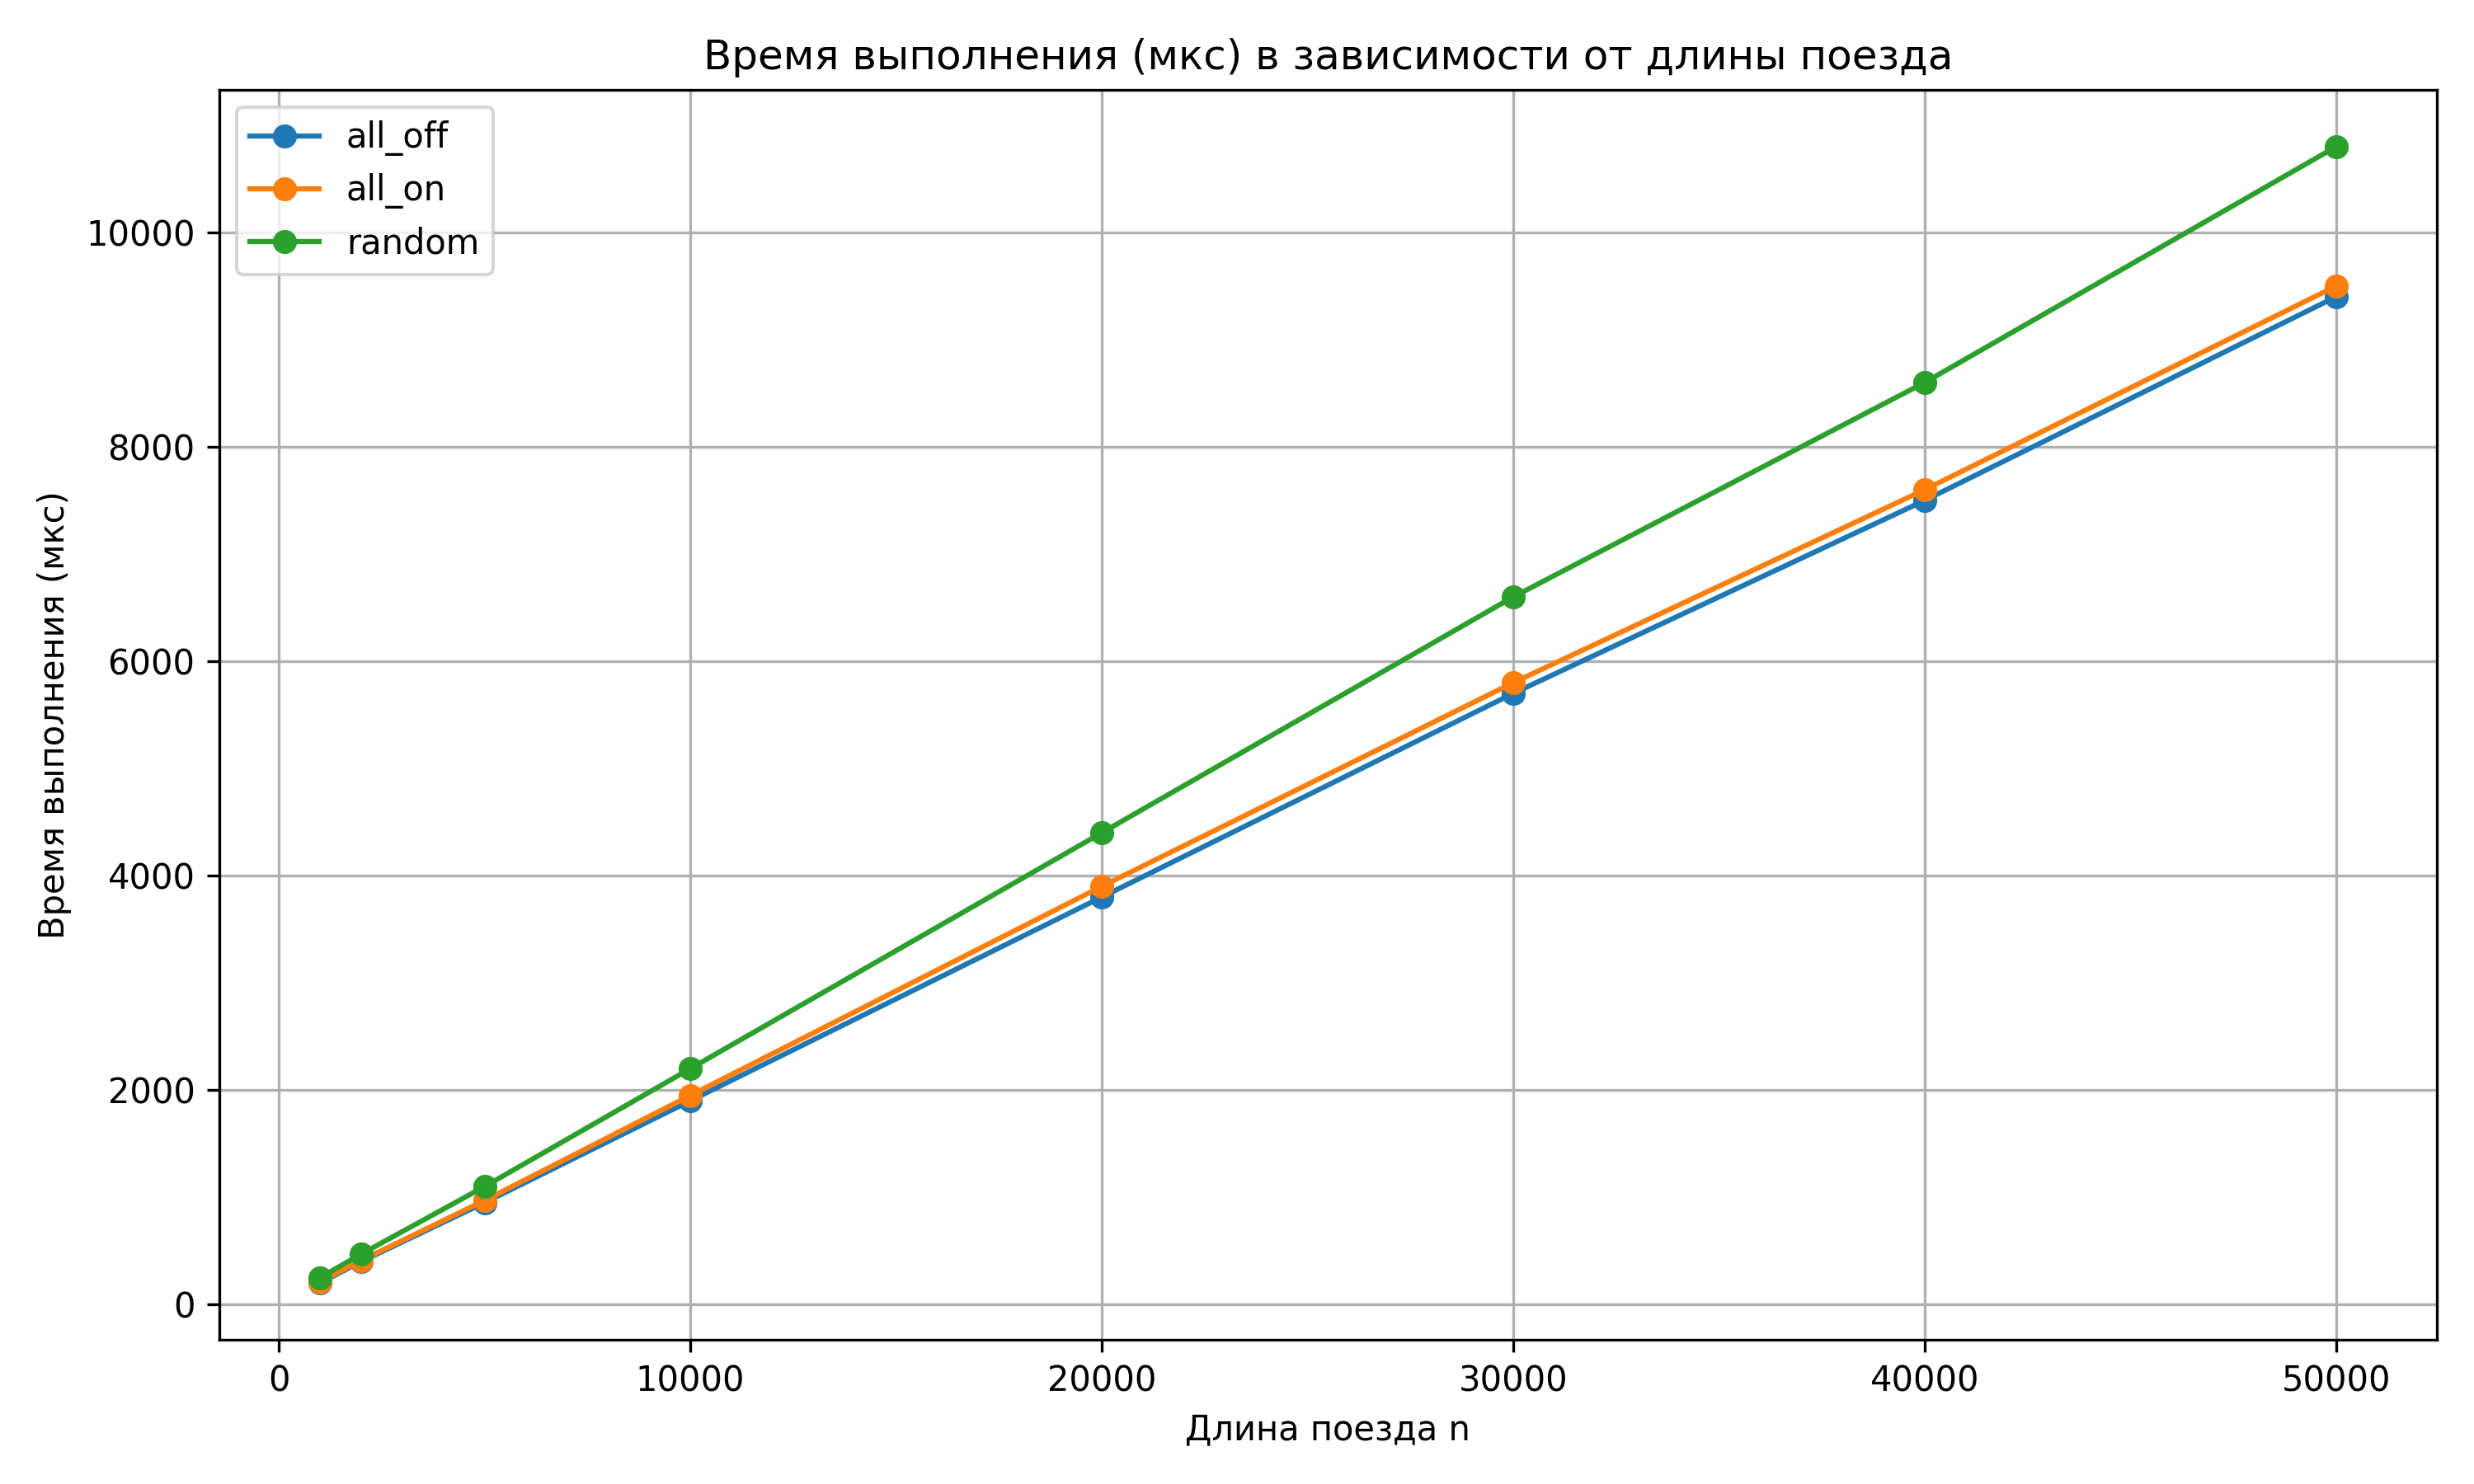 Время выполнения (мкс) в зависимости от длины поезда
all_off
all_on
random
Время выполнения (мкс)
10000
8000
6000
4000
2000
0
0 10000 20000 30000 40000 50000
Длина поезда n